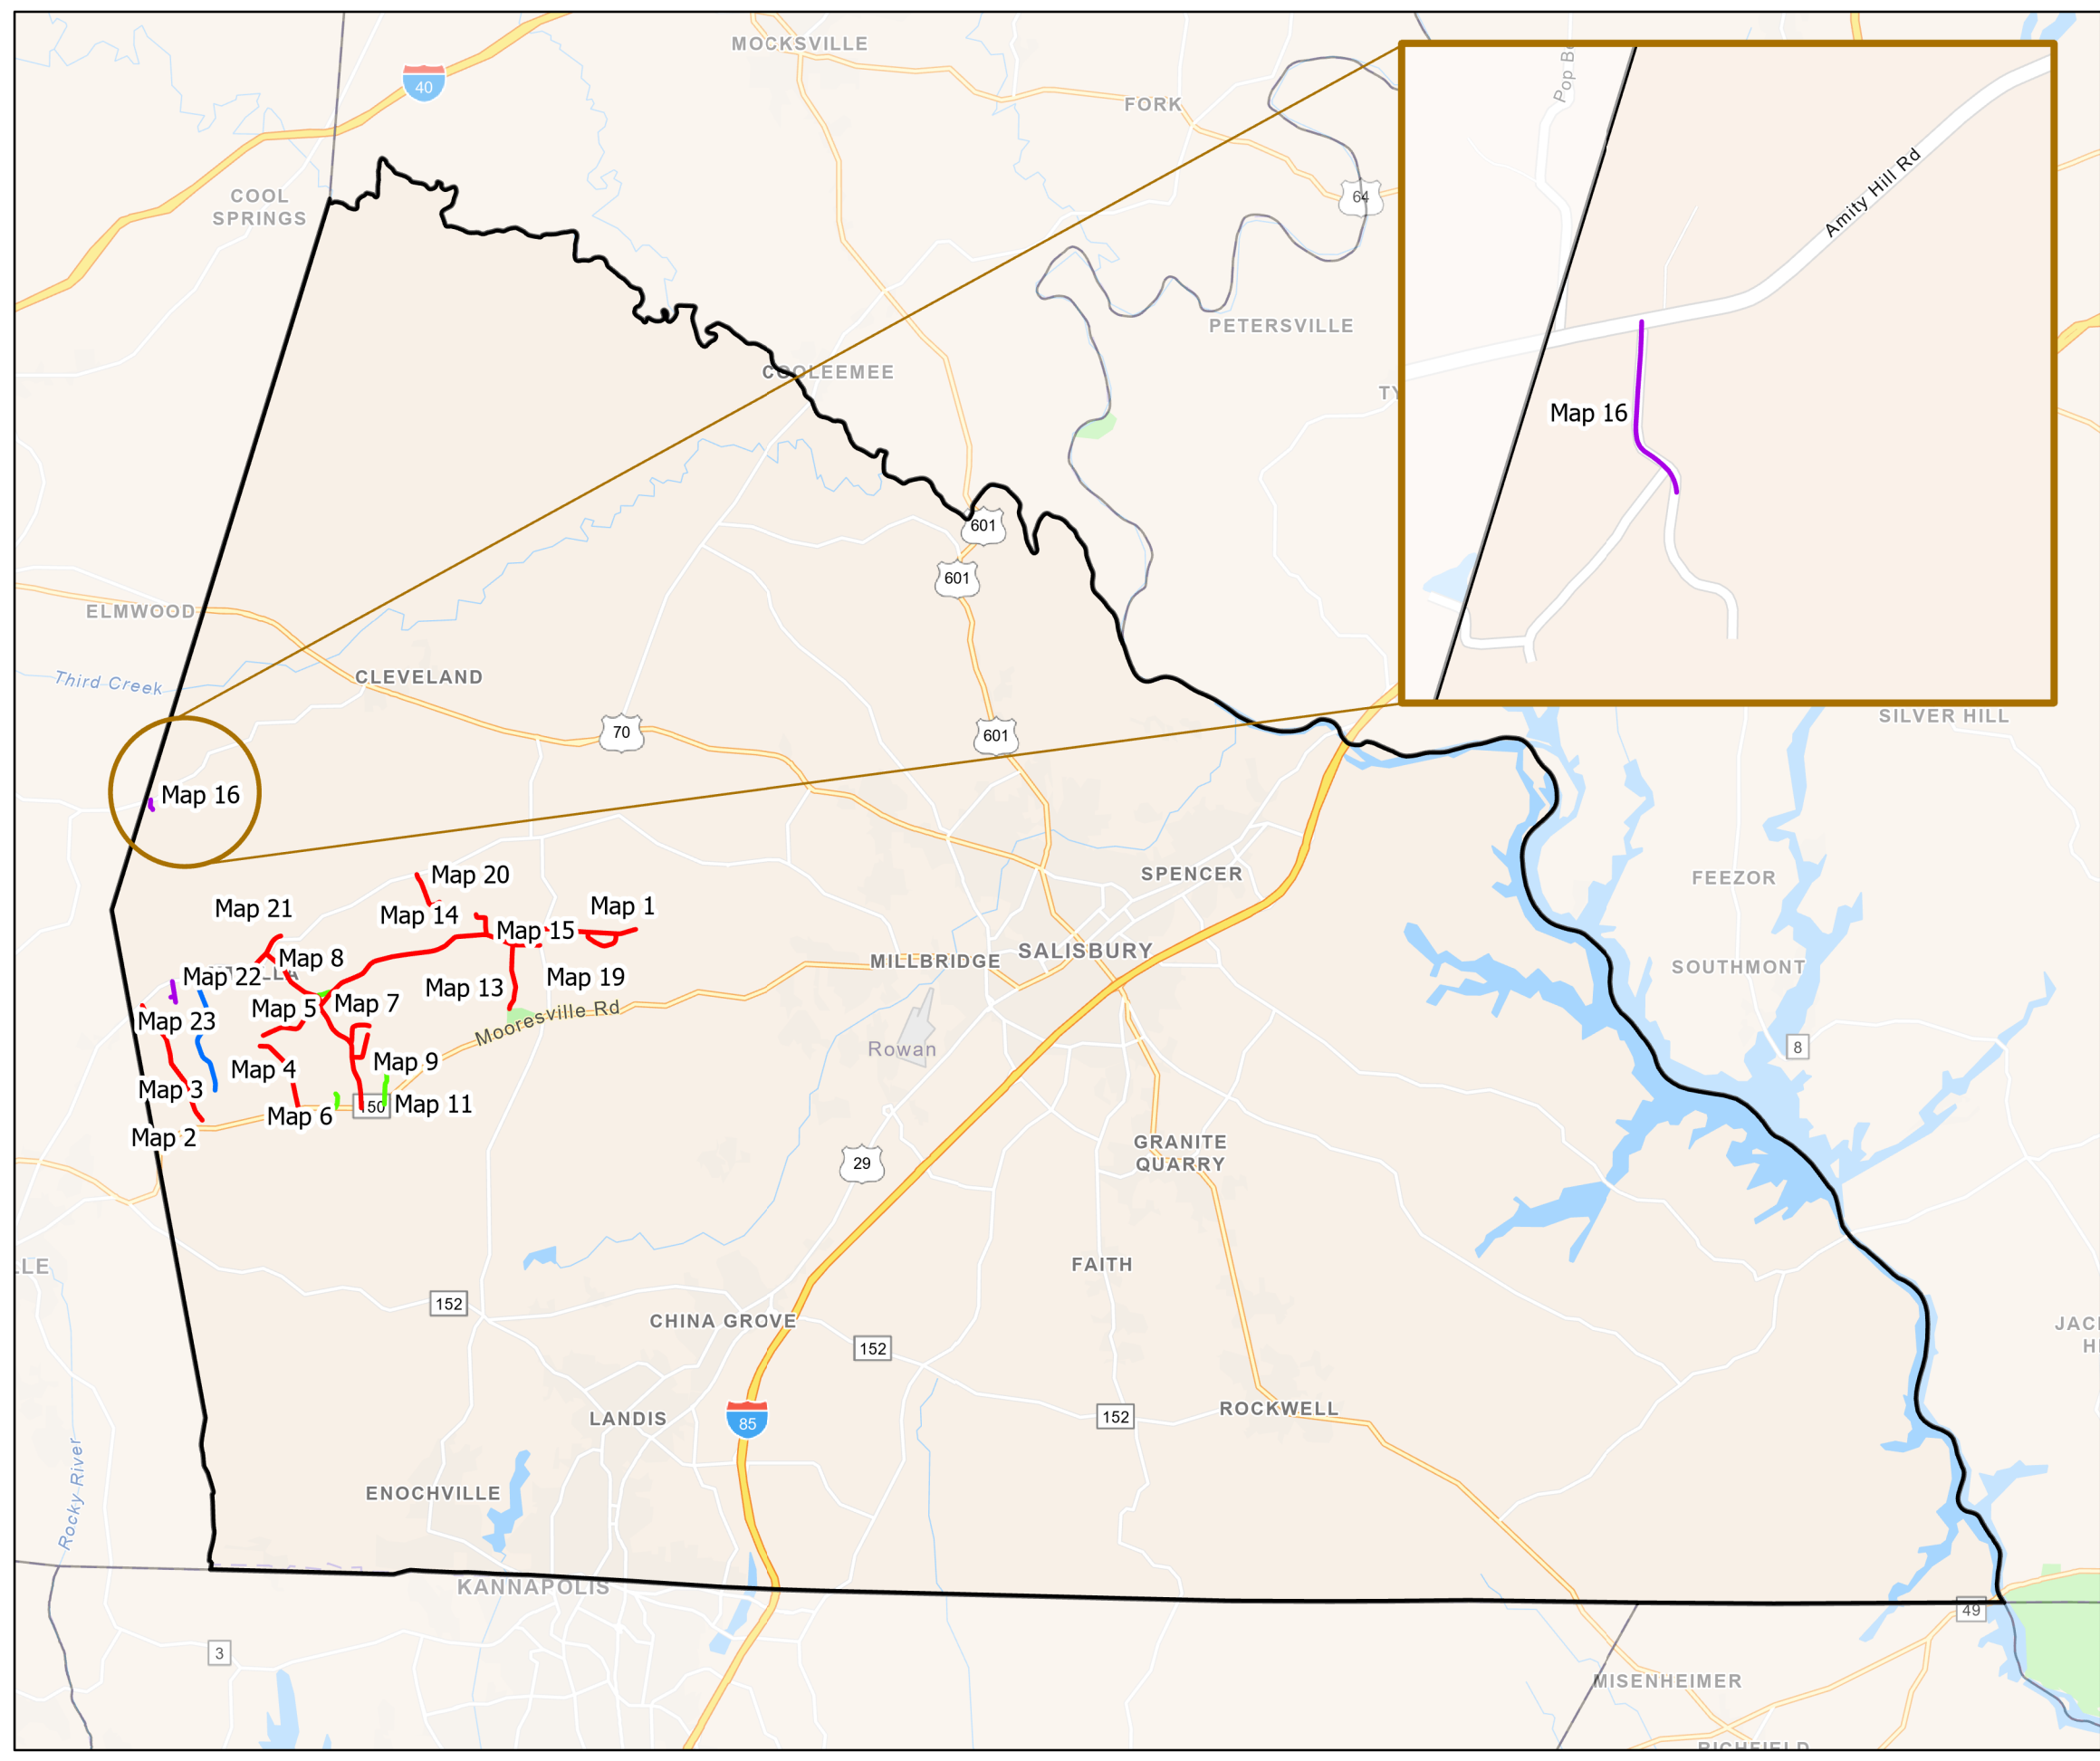 MOCKSVILLE
40
FORK
Amity Hill Rd
COOL
SPRINGS
64
PETERSVILLE
COOLEEMEE
Map 16
601
601
ELMWOOD
Third Creek
CLEVELAND
70
601
SILVER HILL
Map 16
SPENCER
FEEZOR
Map 20
Map 21
Map 14
Map 1
Map 15
SALISBURY
MILLBRIDGE
SOUTHMONT
Map 8
Map 22
Map 19
Map 13
Map 5
Map 7
Map 23
Mooresville Rd
Rowan
8
Map 9
Map 4
Map 3
Map 11
150
Map 6
Map 2
GRANITE
QUARRY
29
FAITH
152
CHINA GROVE
152
LANDIS
85
152
ROCKWELL
ENOCHVILLE
Rocky River
KANNAPOLIS
49
3
MISENHEIMER
RICHFIELD